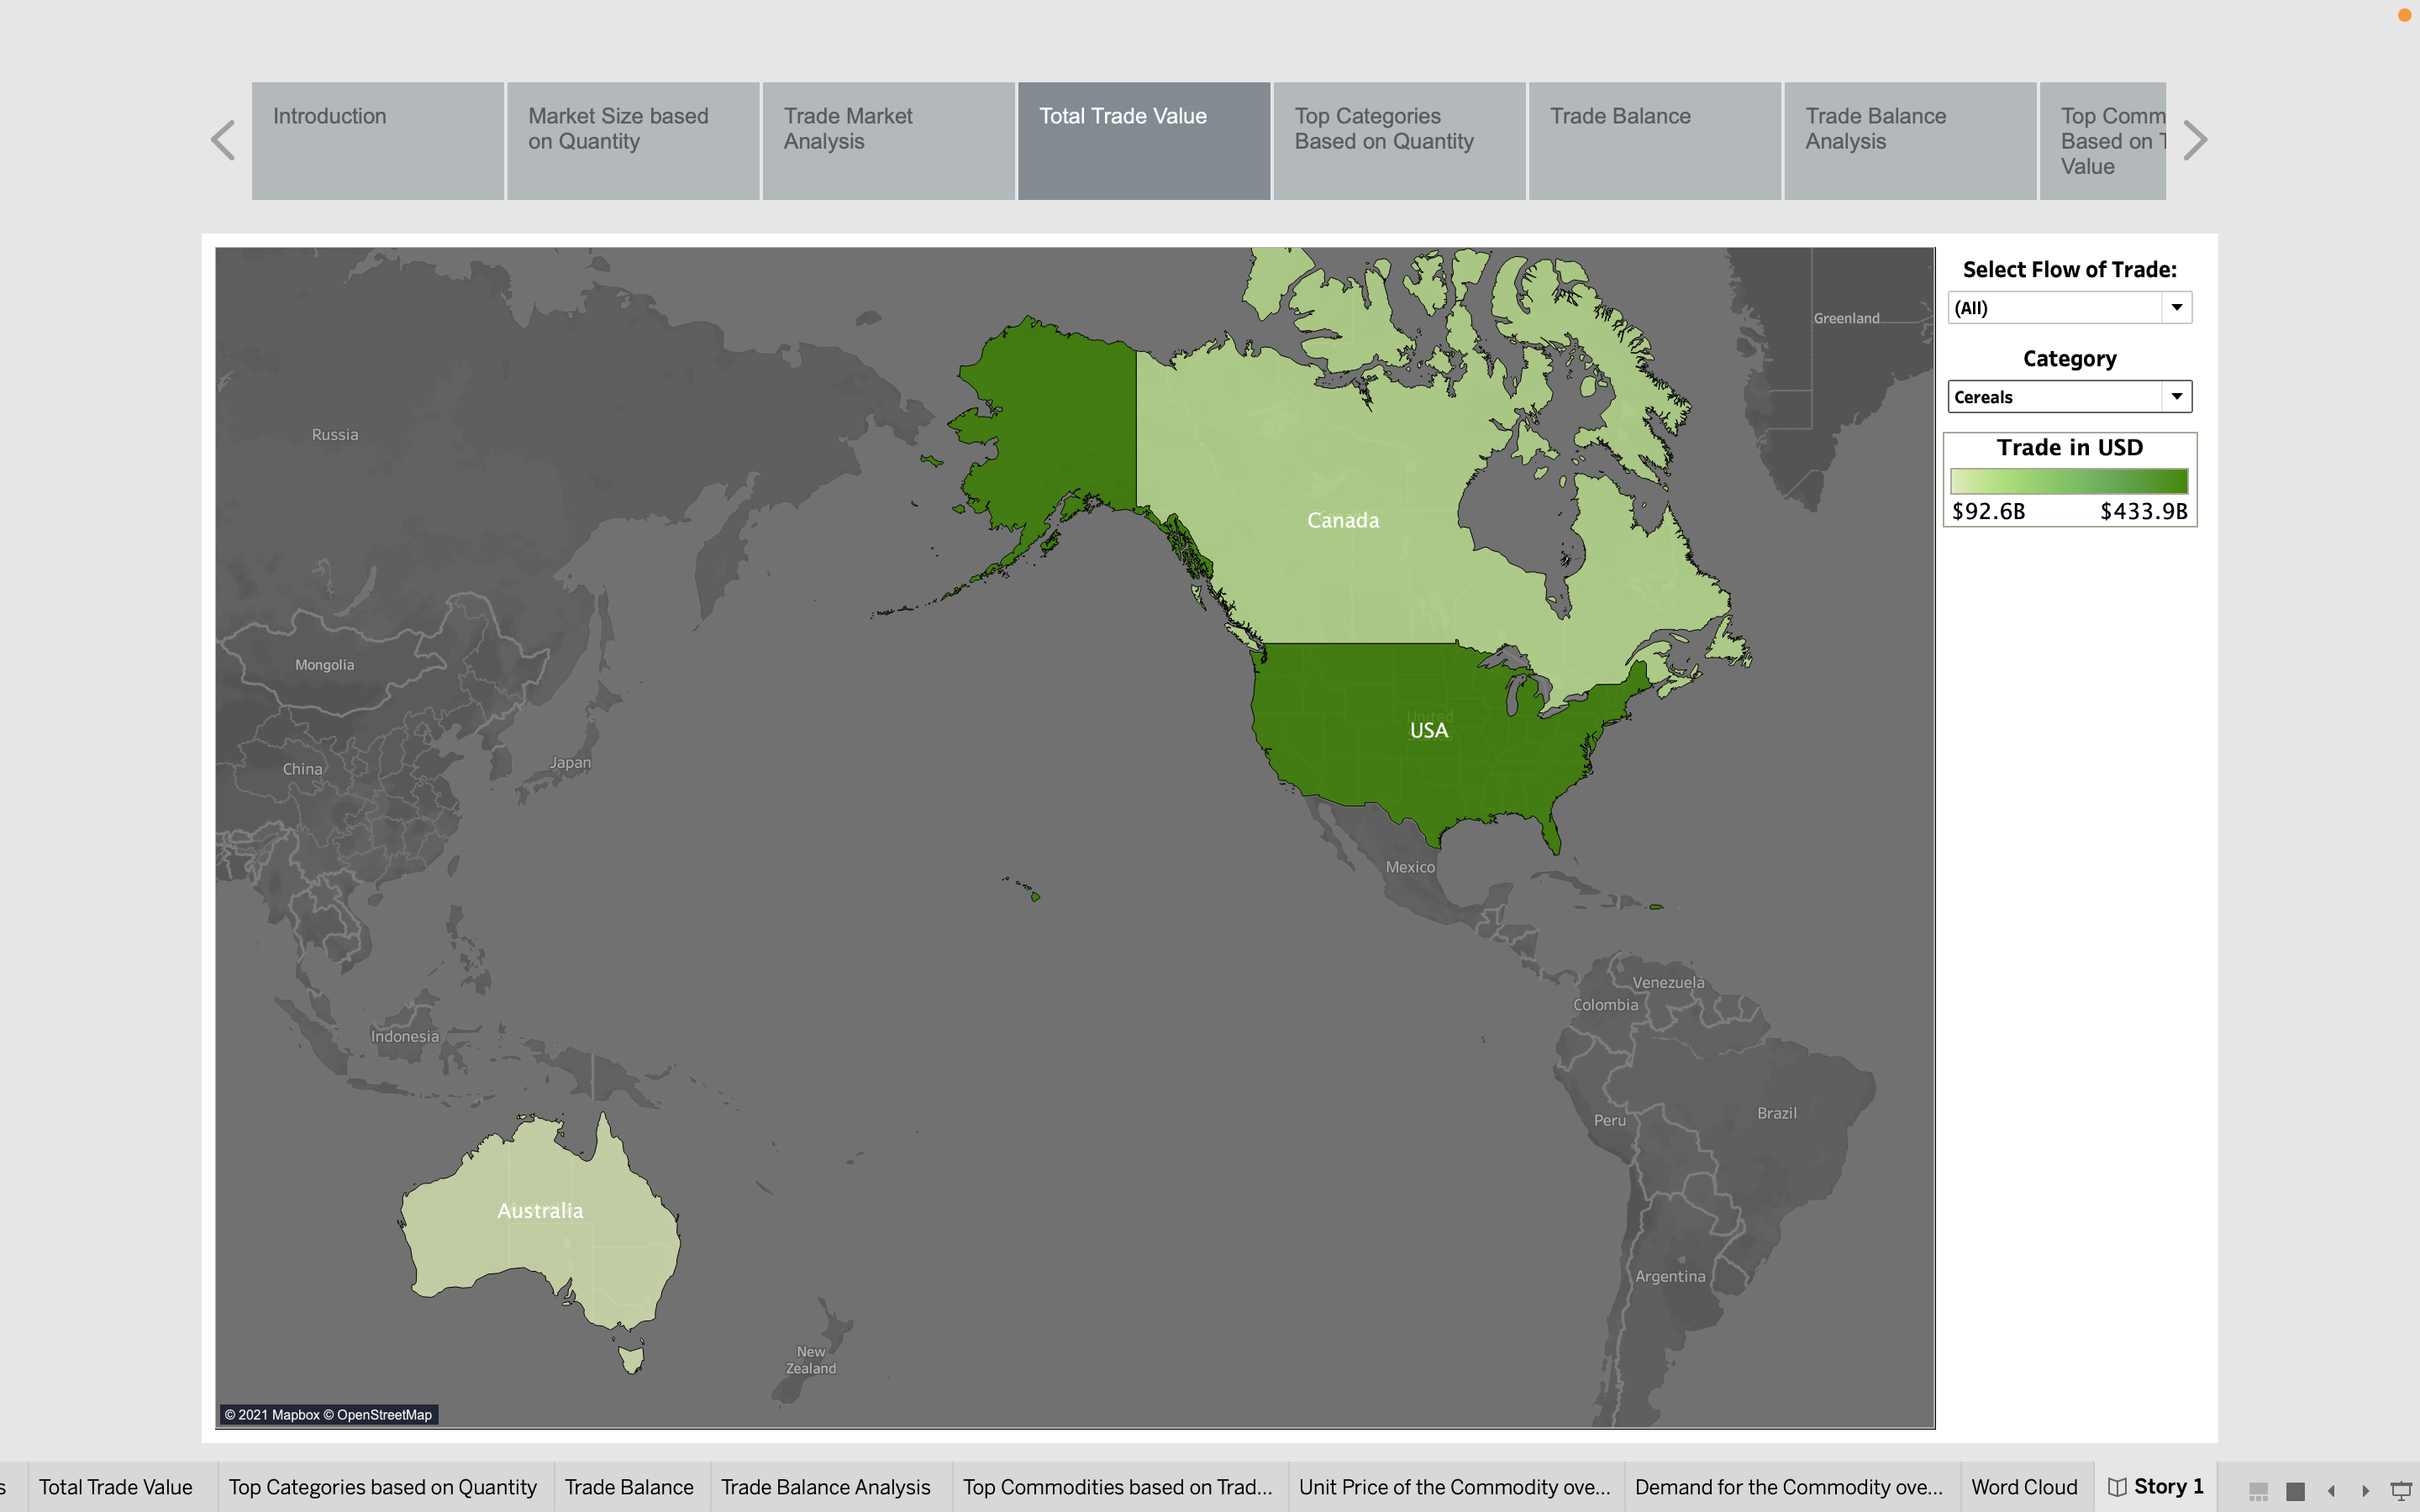 Introduction
Market Size based
on Quantity
Trade Market
Analysis
Total Trade Value
Top Categories
Based on Quantity
Trade Balance
Trade Balance
Analysis
Top Comm
Based on T
Value
Select Flow of Trade:
(All)
Category
Cereals
Trade in USD
$92.6B $433.9B
Greenland
Russia
Canada
Mongolia
United
USA
Japan
China
Mexico
Venezuela
Colombia
Indonesia
Brazil
Peru
Australia
Argentina
New
Zealand
© 2021 Mapbox © OpenStreetMap
s
Total Trade Value
Top Categories based on Quantity
Trade Balance
Trade Balance Analysis
Top Commodities based on Trad...
Unit Price of the Commodity ove...
Demand for the Commodity ove...
Word Cloud
Story 1